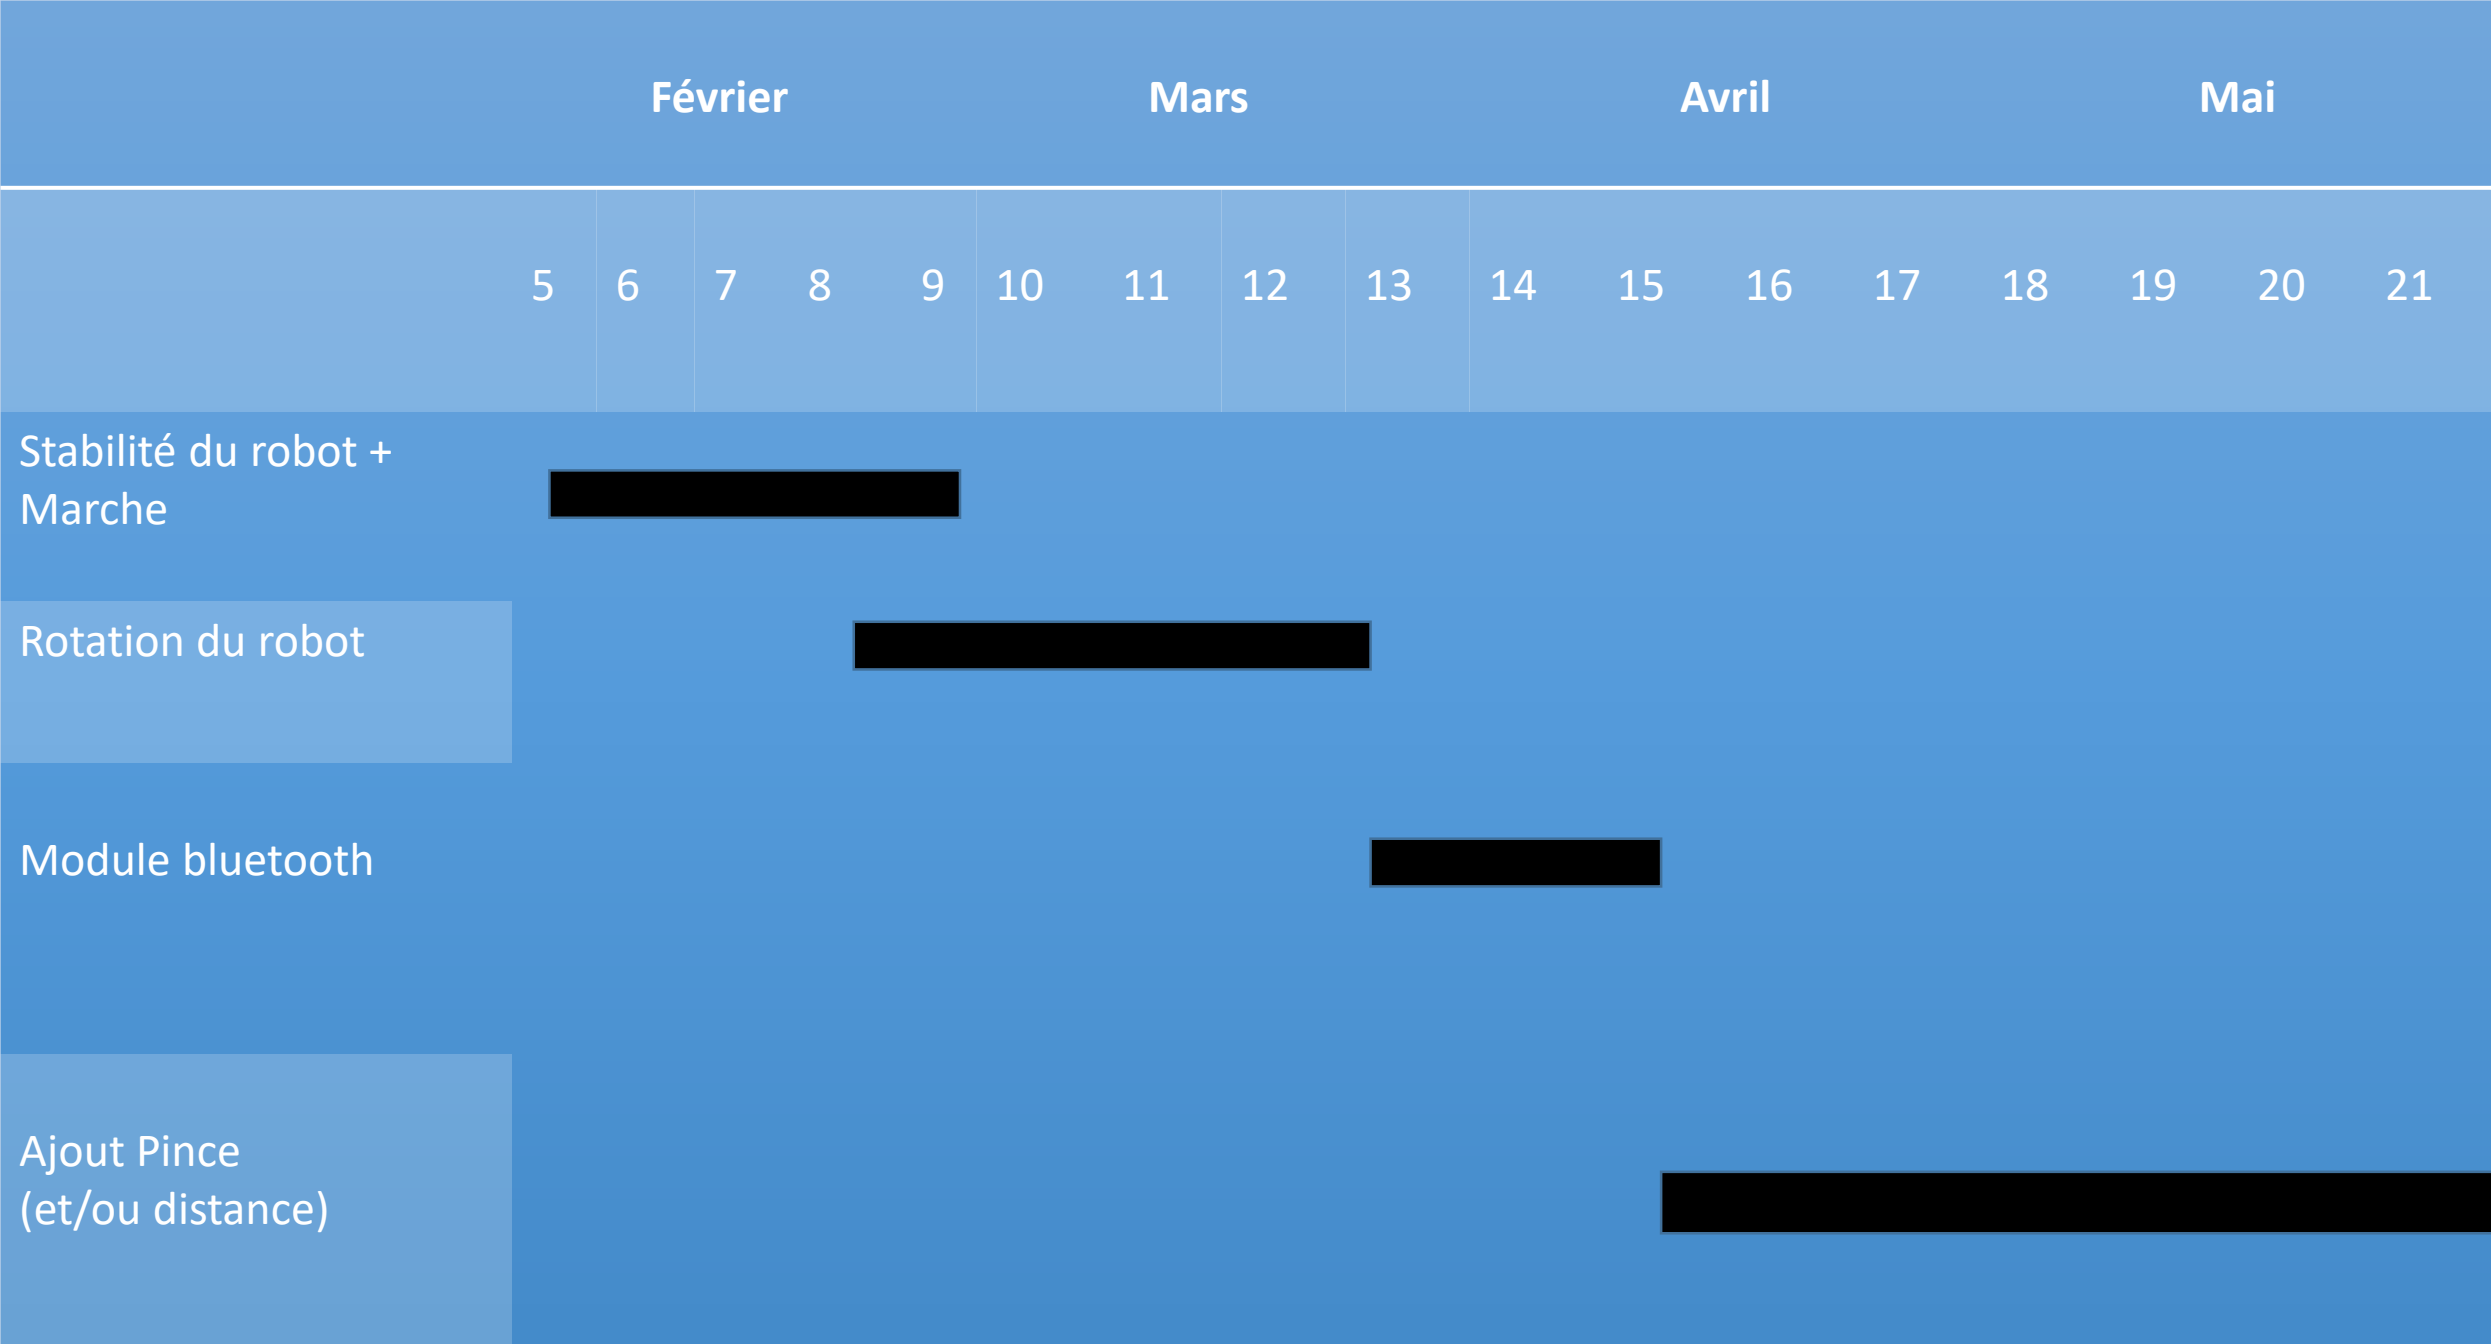 Février Mars Avril Mai
5 6 7 8 9 10 11 12 13 14 15 16 17 18 19 20 21
Stabilité du robot +
Marche
Rotation du robot
Module bluetooth
Ajout Pince
(et/ou distance)